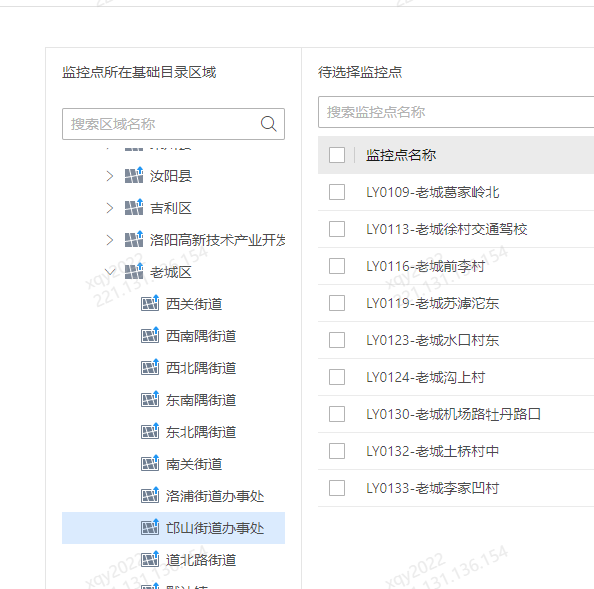 监控点所在基础目录区域
搜索区域名称
汝阳县
吉利区
洛阳高新技术产业开发
老城区
西关街道
西南隅街道
西北隅街道
东南隅街道
东北隅街道
南关街道
洛浦街道办事处
邙山街道办事处
道北路街道
待选择监控点
搜索监控点名称
监控点名称
LY0109-老城葛家岭北
LY0113-老城徐村交通驾校
LY0116-老城前李村
LY0119-老城苏滹沱东
LY0123-老城水口村东
LY0124-老城沟上村
LY0130-老城机场路牡丹路口
LY0132-老城土桥村中
LY0133-老城李家凹村
xqy2022
221.131.136.154
xqy2022
221.131.136.154
xqy2022
xqy2022
.131.136.154